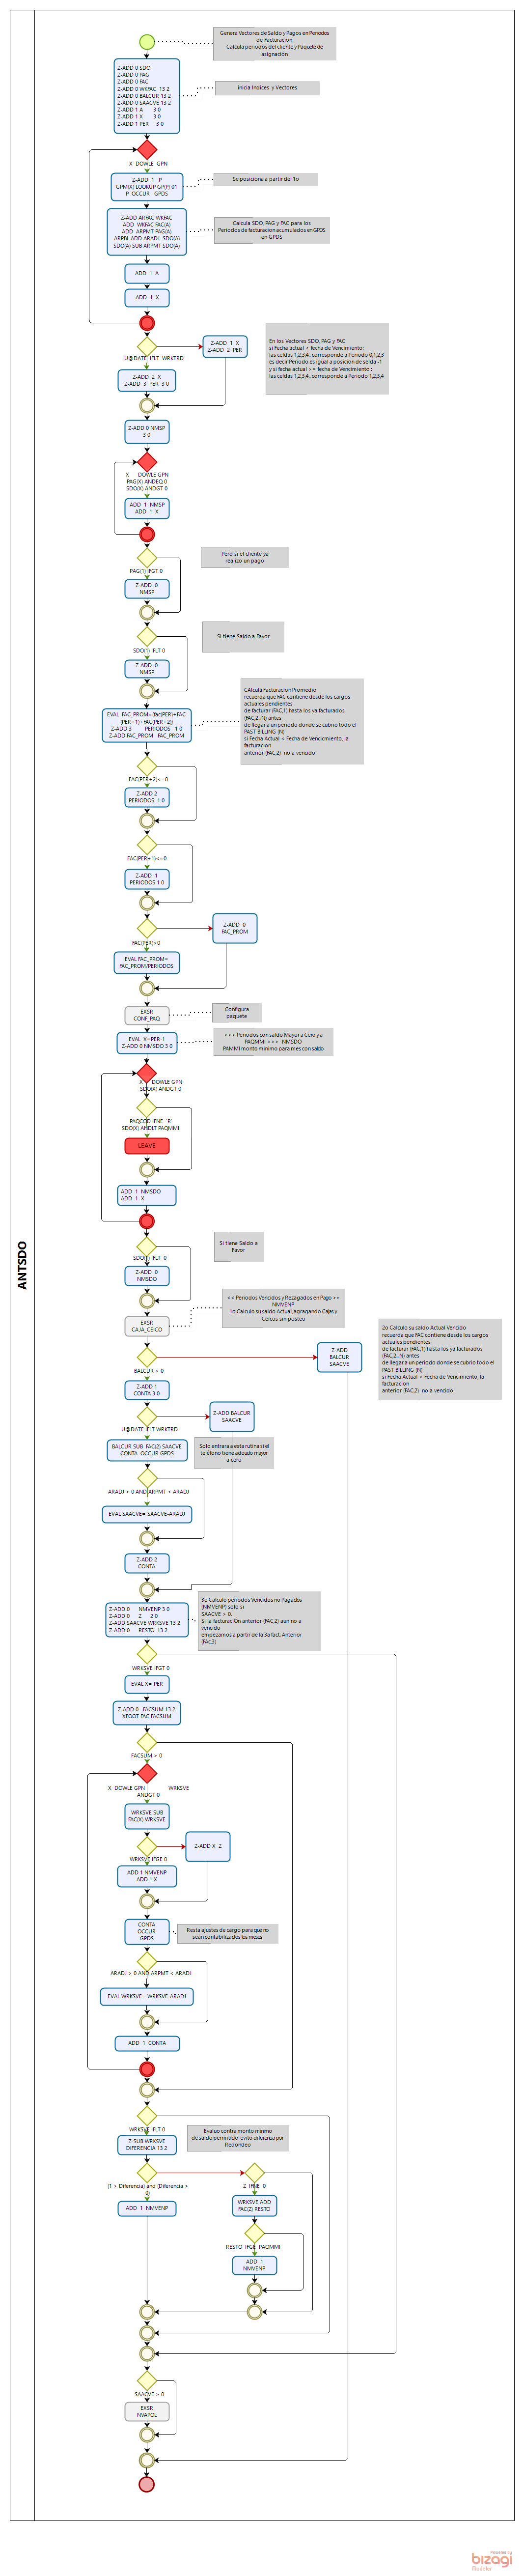 Genera Vectores de Saldo y Pagos en Periodos
de Facturacion
Calcula periodos del cliente y Paquete de
asignación
Z-ADD 0 SDO
Z-ADD 0 PAG
Z-ADD 0 FAC
Z-ADD 0 WKFAC 13 2
Z-ADD 0 BALCUR 13 2
Z-ADD 0 SAACVE 13 2
Z-ADD 1 A 3 0
Z-ADD 1 X 3 0
Z-ADD 1 PER 3 0
inicia Indices y Vectores
X DOWLE GPN
Z-ADD 1 P
GPM(X) LOOKUP GP(P) 01
P OCCUR GPDS
Se posiciona a partir del 1o
Z-ADD ARFAC WKFAC
ADD WKFAC FAC(A)
ADD ARPMT PAG(A)
ARPBL ADD ARADJ SDO(A)
SDO(A) SUB ARPMT SDO(A)
Calcula SDO, PAG y FAC para los
Periodos de facturacion acumulados en GPDS
en GPDS
ADD 1 A
ADD 1 X
U@DATE IFLT WRKTRD
Z-ADD 1 X
Z-ADD 2 PER
En los Vectores SDO, PAG y FAC
si Fecha actual < fecha de Vencimiento:
las celdas 1,2,3,4, corresponde a Periodo 0,1,2,3
es decir Periodo es igual a posicion de selda -1
y si fecha actual >= fecha de Vencimiento :
las celdas 1,2,3,4, corresponde a Periodo 1,2,3,4
Z-ADD 2 X
Z-ADD 3 PER 3 0
Z-ADD 0 NMSP
3 0
X DOWLE GPN
PAG(X) ANDEQ 0
SDO(X) ANDGT 0
ADD 1 NMSP
ADD 1 X
PAG(1) IFGT 0
Pero si el cliente ya
realizo un pago
Z-ADD 0
NMSP
Si tiene Saldo a Favor
SDO(1) IFLT 0
Z-ADD 0
NMSP
EVAL FAC_PROM=(fac(PER)+FAC
(PER+1)+FAC(PER+2))
Z-ADD 3 PERIODOS 1 0
Z-ADD FAC_PROM FAC_PROM
CAlcula Facturacion Promedio
recuerda que FAC contiene desde los cargos
actuales pendientes
de facturar (FAC,1) hasta los ya faturados
(FAC,2..N) antes
de llegar a un periodo donde se cubrio todo el
PAST BILLING (N)
si Fecha Actual < Fecha de Vencimiento, la
facturacion
anterior (FAC,2) no a vencido
FAC(PER+2)<=0
Z-ADD 2
PERIODOS 1 0
FAC(PER+1)<=0
Z-ADD 1
PERIODOS 1 0
FAC(PER)>0
Z-ADD 0
FAC_PROM
EVAL FAC_PROM=
FAC_PROM/PERIODOS
EXSR
CONF_PAQ
Configura
paquete
EVAL X=PER-1
Z-ADD 0 NMSDO 3 0
<<< Periodos con saldo Mayor a Cero y a
PAQMMI >>> NMSDO
PAMMI monto minimo para mes con saldo
X DOWLE GPN
SDO(X) ANDGT 0
PAQCOD IFNE 'R'
SDO(X) ANDLT PAQMMI
LEAVE
ADD 1 NMSDO
ADD 1 X
Si tiene Saldo a
Favor
SDO(1) IFLT 0
Z-ADD 0
NMSDO
<< Periodos Vencidos y Rezagados en Pago >>
NMVENP
1o Calculo su saldo Actual, agragando Cajas y
Ceicos sin posteo
EXSR
CAJA_CEICO
2o Calculo su saldo Actual Vencido
recuerda que FAC contiene desde los cargos
actuales pendientes
de facturar (FAC,1) hasta los ya faturados
(FAC,2..N) antes
de llegar a un periodo donde se cubrio todo el
PAST BILLING (N)
si Fecha Actual < Fecha de Vencimiento, la
facturacion
anterior (FAC,2) no a vencido
BALCUR > 0
Z-ADD
BALCUR
SAACVE
Z-ADD 1
CONTA 3 0
U@DATE IFLT WRKTRD
Z-ADD BALCUR
SAACVE
BALCUR SUB FAC(2) SAACVE
CONTA OCCUR GPDS
Solo entrara a esta rutina si el
teléfono tiene adeudo mayor
a cero
ARADJ > 0 AND ARPMT < ARADJ
EVAL SAACVE= SAACVE-ARADJ
Z-ADD 2
CONTA
Z-ADD 0 NMVENP 3 0
Z-ADD 0 Z 2 0
Z-ADD SAACVE WRKSVE 13 2
Z-ADD 0 RESTO 13 2
3o Calculo periodos Vencidos no Pagados
(NMVENP) solo si
SAACVE > 0.
Si la facturaciÓn anterior (FAC,2) aun no a
vencido
empezamos a partir de la 3a fact. Anterior
(FAc,3)
WRKSVE IFGT 0
EVAL X= PER
Z-ADD 0 FACSUM 13 2
XFOOT FAC FACSUM
FACSUM > 0
X DOWLE GPN WRKSVE
ANDGT 0
WRKSVE SUB
FAC(X) WRKSVE
WRKSVE IFGE 0
Z-ADD X Z
ADD 1 NMVENP
ADD 1 X
CONTA
OCCUR
GPDS
Resta ajustes de cargo para que no
sean contabilizados los meses
ARADJ > 0 AND ARPMT < ARADJ
EVAL WRKSVE= WRKSVE-ARADJ
ADD 1 CONTA
WRKSVE IFLT 0
Z-SUB WRKSVE
DIFERENCIA 13 2
Evaluo contra monto minimo
de saldo permitido, evito diferencia por
Redondeo
(1 > Diferencia) and (Diferencia >
0)
Z IFNE 0
ADD 1 NMVENP
WRKSVE ADD
FAC(Z) RESTO
RESTO IFGE PAQMMI
ADD 1
NMVENP
SAACVE > 0
EXSR
NVAPOL
ANTSDO
Powered by
bizagi
Modeler